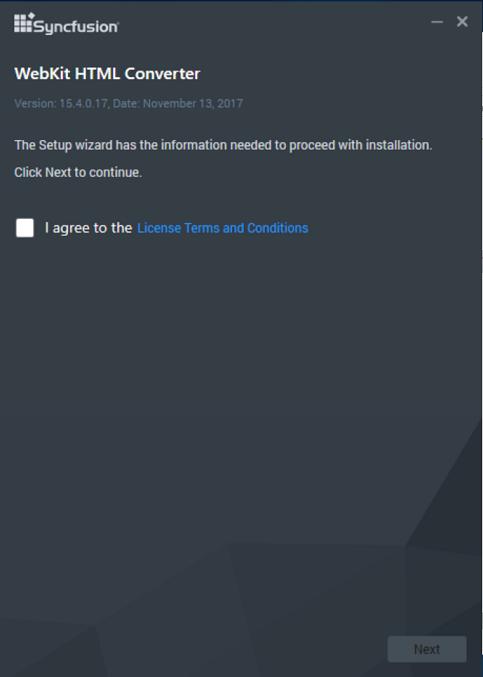 Syncfusion
WebKit HTML Converter
Version: 15.4.0.17, Date: November 13, 2017
The Setup wizard has the information needed to proceed with installation.
Click Next to continue.
I agree to the License Terms and Conditions
Next